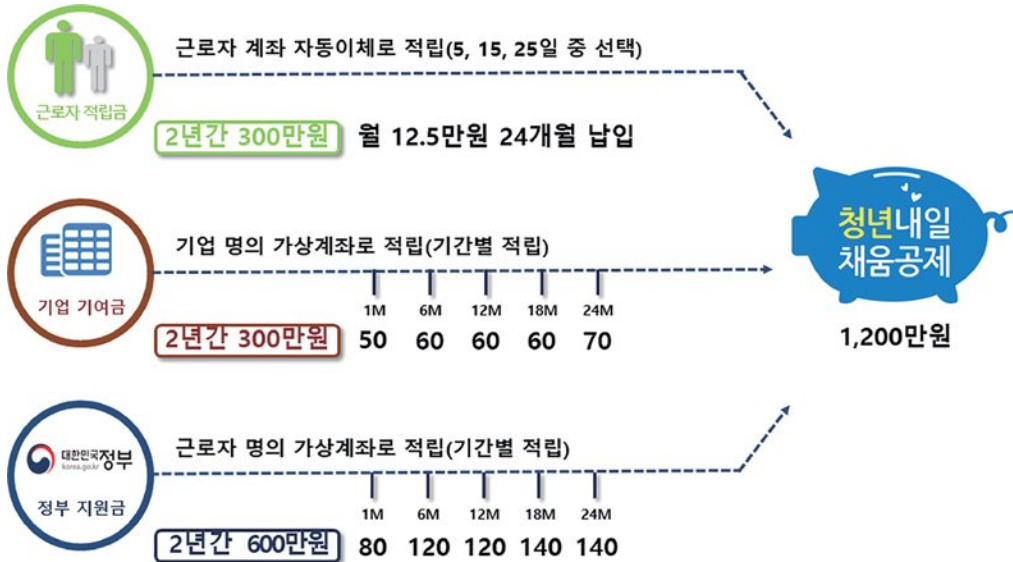 근로자 적립금
근로자 계좌 자동이체로 적립(5, 15, 25일 중 선택)
2년간 300만원 월 12.5만원 24개월 납입
기업 기여금
기업 명의 가상계좌로 적립(기간별 적립)
1M 6M 12M 18M 24M
2년간 300만원 50 60 60 60 70
청년내일
채움공제
1,200만원
대한민국정부
korea.go.kr
정부 지원금
근로자 명의 가상계좌로 적립(기간별 적립)
1M 6M 12M 18M 24M
2년간 600만원 80 120 120 140 140